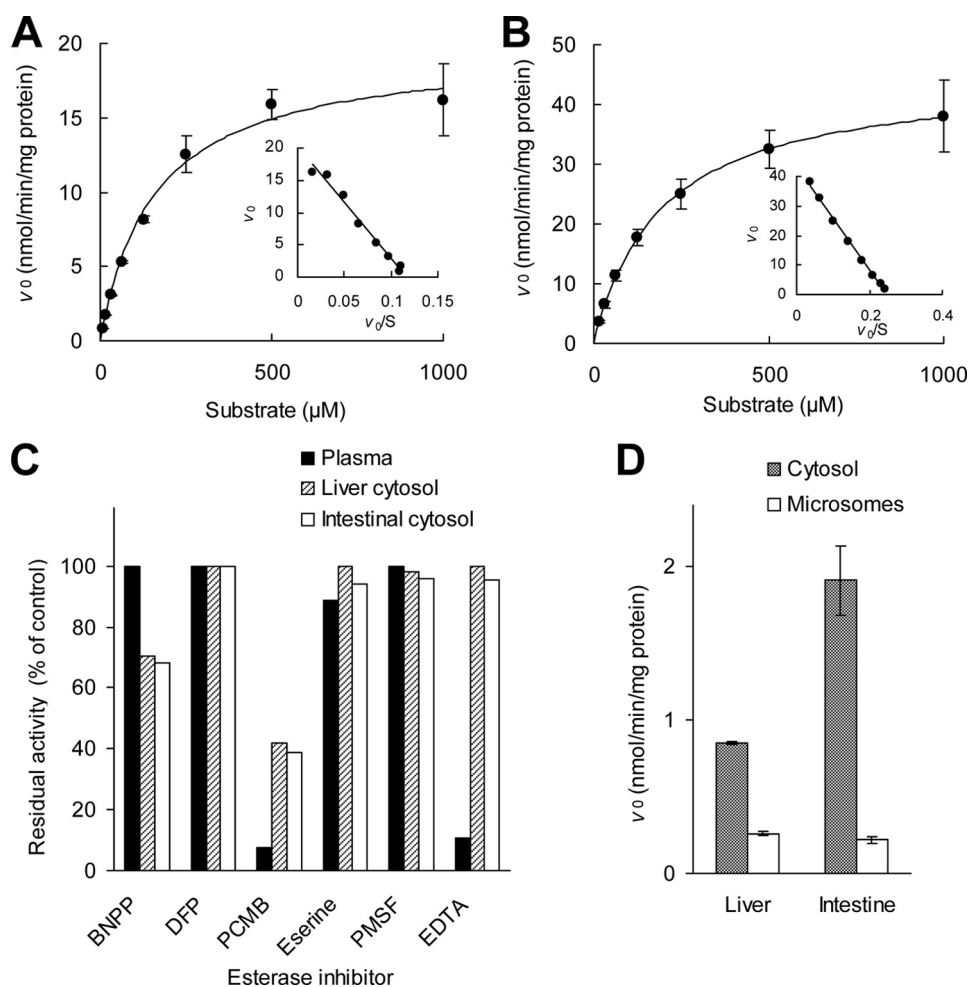 A
v0 (nmol/min/mg protein)
20
15
10
5
0
0
500
1000
Substrate (µM)
v0
20
15
10
5
0
0
0.05
0.1
0.15
v0/S
B
v0 (nmol/min/mg protein)
50
40
30
20
10
0
0
500
1000
Substrate (µM)
v0
40
30
20
10
0
0
0.2
0.4
v0/S
C
Plasma
Liver cytosol
Intestinal cytosol
Residual activity (% of control)
100
80
60
40
20
0
BNPP
DFP
PCMB
Eserine
PMSF
EDTA
Esterase inhibitor
D
Cytosol
Microsomes
v0 (nmol/min/mg protein)
2
1
0
Liver
Intestine